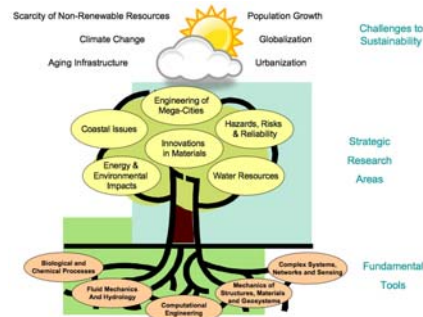 Scarcity of Non-Renewable Resources
Population Growth
Climate Change
Globalization
Aging Infrastructure
Urbanization
Challenges to
Sustainability
Engineering of
Mega-Cities
Coastal Issues
Hazards, Risks
& Reliability
Innovations
in Materials
Energy &
Environmental
Impacts
Water Resources
Strategic
Research
Areas
Biological and
Chemical Processes
Complex Systems,
Networks and Sensing
Fluid Mechanics
And Hydrology
Mechanics of
Structures, Materials
and Geosystems
Computational
Engineering
Fundamental
Tools